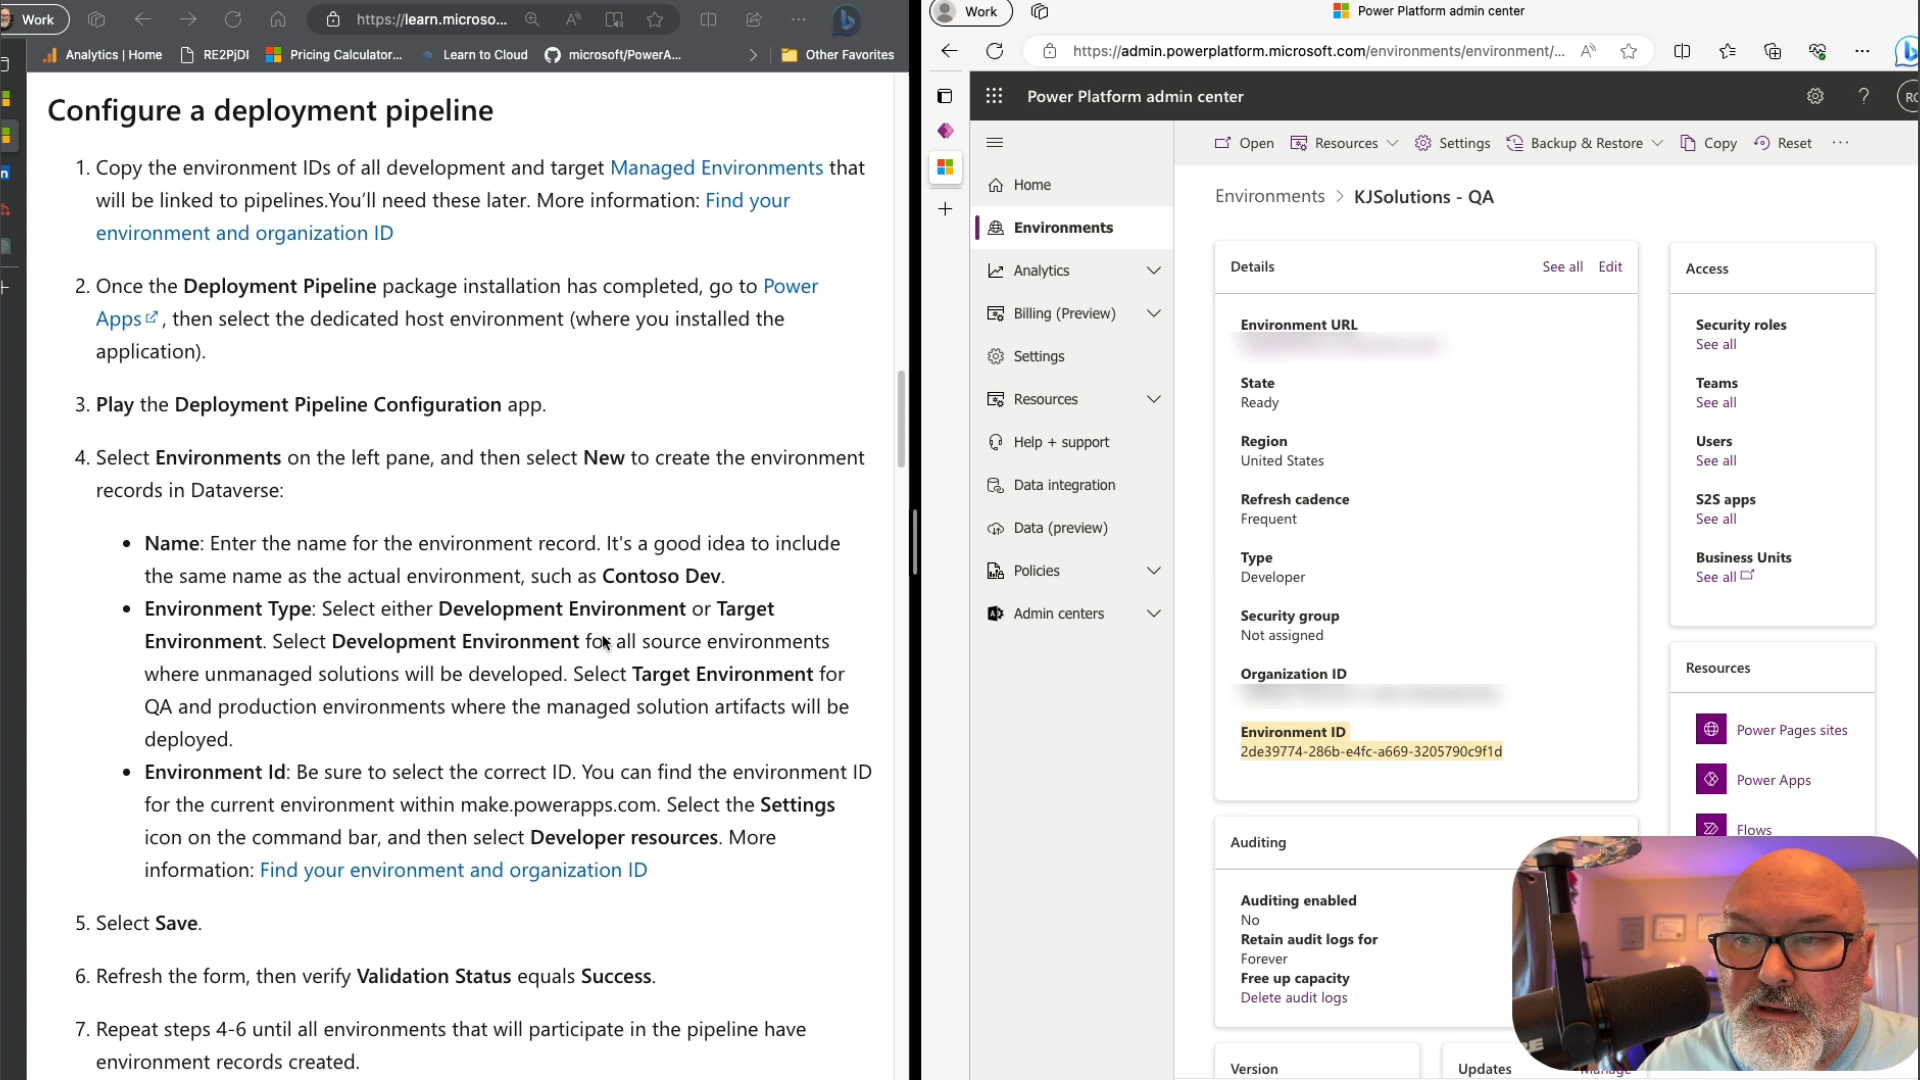 Work
https://learn.microso...
Analytics | Home
RE2PjDI
Pricing Calculator...
Learn to Cloud
microsoft/PowerA...
Other Favorites
Configure a deployment pipeline
1. Copy the environment IDs of all development and target Managed Environments that
will be linked to pipelines.You’ll need these later. More information: Find your
environment and organization ID
2. Once the Deployment Pipeline package installation has completed, go to Power
Apps , then select the dedicated host environment (where you installed the
application).
3. Play the Deployment Pipeline Configuration app.
4. Select Environments on the left pane, and then select New to create the environment
records in Dataverse:
• Name: Enter the name for the environment record. It's a good idea to include
the same name as the actual environment, such as Contoso Dev.
• Environment Type: Select either Development Environment or Target
Environment. Select Development Environment for all source environments
where unmanaged solutions will be developed. Select Target Environment for
QA and production environments where the managed solution artifacts will be
deployed.
• Environment Id: Be sure to select the correct ID. You can find the environment ID
for the current environment within make.powerapps.com. Select the Settings
icon on the command bar, and then select Developer resources. More
information: Find your environment and organization ID
5. Select Save.
6. Refresh the form, then verify Validation Status equals Success.
7. Repeat steps 4-6 until all environments that will participate in the pipeline have
environment records created.
Work
Power Platform admin center
https://admin.powerplatform.microsoft.com/environments/environment/...
Power Platform admin center
?
RC
Home
Environments
Analytics
Billing (Preview)
Settings
Resources
Help + support
Data integration
Data (preview)
Policies
Admin centers
Open
Resources
Settings
Backup & Restore
Copy
Reset
Environments > KJSolutions - QA
Details
See all
Edit
Environment URL
State
Ready
Region
United States
Refresh cadence
Frequent
Type
Developer
Security group
Not assigned
Organization ID
Environment ID
2de39774-286b-e4fc-a669-3205790c9f1d
Auditing
Auditing enabled
No
Retain audit logs for
Forever
Free up capacity
Delete audit logs
Version
Updates
Manage
Access
Security roles
See all
Teams
See all
Users
See all
S2S apps
See all
Business Units
See all
Resources
Power Pages sites
Power Apps
Flows